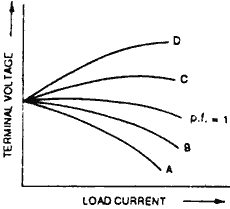 TERMINAL VOLTAGE
D
C
p.f. = 1
B
A
LOAD CURRENT